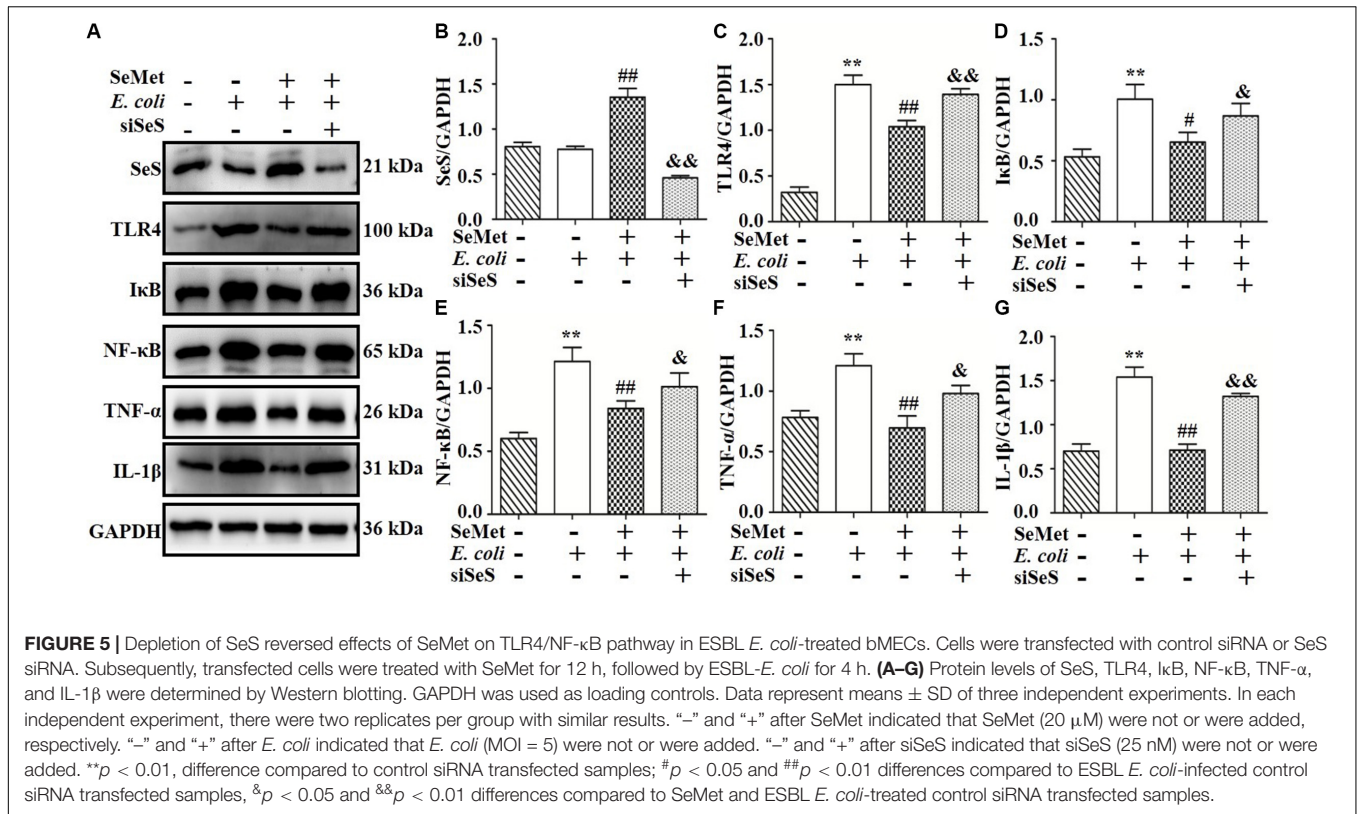 A
SeMet - - + +
E. coli - + + +
siSeS - - - +
SeS 21 kDa
TLR4 100 kDa
IκB 36 kDa
NF-κB 65 kDa
TNF-α 26 kDa
IL-1β 31 kDa
GAPDH 36 kDa
B
SeS/GAPDH
2.0
1.5
1.0
0.5
0.0
##
&&
SeMet - - + +
E. coli - + + +
siSeS - - - +
C
TLR4/GAPDH
2.0
1.5
1.0
0.5
0.0
**
##
&&
SeMet - - + +
E. coli - + + +
siSeS - - - +
D
IκB/GAPDH
1.5
1.0
0.5
0.0
**
#
&
SeMet - - + +
E. coli - + + +
siSeS - - - +
E
NF-κB/GAPDH
1.5
1.0
0.5
0.0
**
##
&
SeMet - - + +
E. coli - + + +
siSeS - - - +
F
TNF-α/GAPDH
1.5
1.0
0.5
0.0
**
##
&
SeMet - - + +
E. coli - + + +
siSeS - - - +
G
IL-1β/GAPDH
2.0
1.5
1.0
0.5
0.0
**
##
&&
SeMet - - + +
E. coli - + + +
siSeS - - - +
FIGURE 5 | Depletion of SeS reversed effects of SeMet on TLR4/NF-κB pathway in ESBL E. coli-treated bMECs. Cells were transfected with control siRNA or SeS
siRNA. Subsequently, transfected cells were treated with SeMet for 12 h, followed by ESBL-E. coli for 4 h. (A–G) Protein levels of SeS, TLR4, IκB, NF-κB, TNF-α,
and IL-1β were determined by Western blotting. GAPDH was used as loading controls. Data represent means ± SD of three independent experiments. In each
independent experiment, there were two replicates per group with similar results. “–” and “+” after SeMet indicated that SeMet (20 μM) were not or were added,
respectively. “–” and “+” after E. coli indicated that E. coli (MOI = 5) were not or were added. “–” and “+” after siSeS indicated that siSeS (25 nM) were not or were
added. **p < 0.01, difference compared to control siRNA transfected samples; #p < 0.05 and ##p < 0.01 differences compared to ESBL E. coli-infected control
siRNA transfected samples, &p < 0.05 and &&p < 0.01 differences compared to SeMet and ESBL E. coli-treated control siRNA transfected samples.